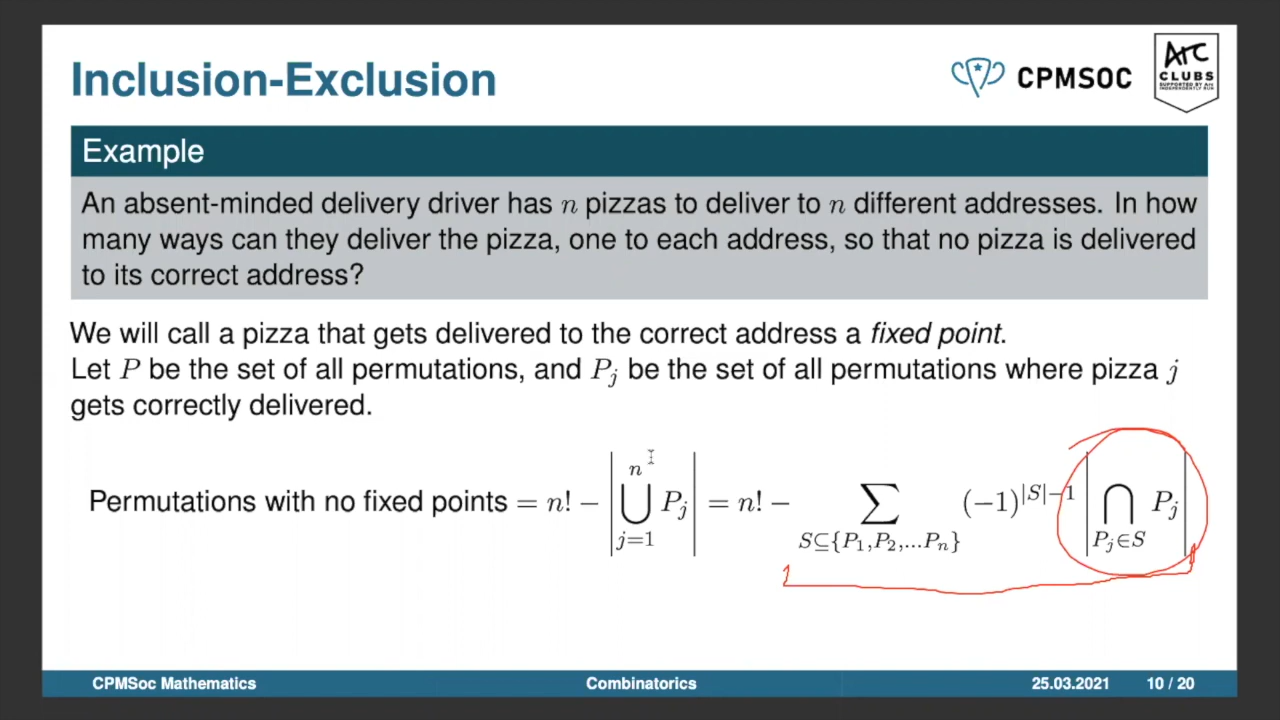 Inclusion-Exclusion
CPMSOC
ArC
CLUBS
SUPPORTED BY Arc
INDEPENDENTLY RUN
Example
An absent-minded delivery driver has n pizzas to deliver to n different addresses. In how
many ways can they deliver the pizza, one to each address, so that no pizza is delivered
to its correct address?
We will call a pizza that gets delivered to the correct address a fixed point.
Let P be the set of all permutations, and P_j be the set of all permutations where pizza j
gets correctly delivered.
Permutations with no fixed points = n! − |⋃_{j=1}^{n} P_j| = n! − ∑_{S⊆{P_1,P_2,...P_n}} (−1)^{|S|−1} |⋂_{P_j∈S} P_j|
CPMSoc Mathematics Combinatorics 25.03.2021 10 / 20